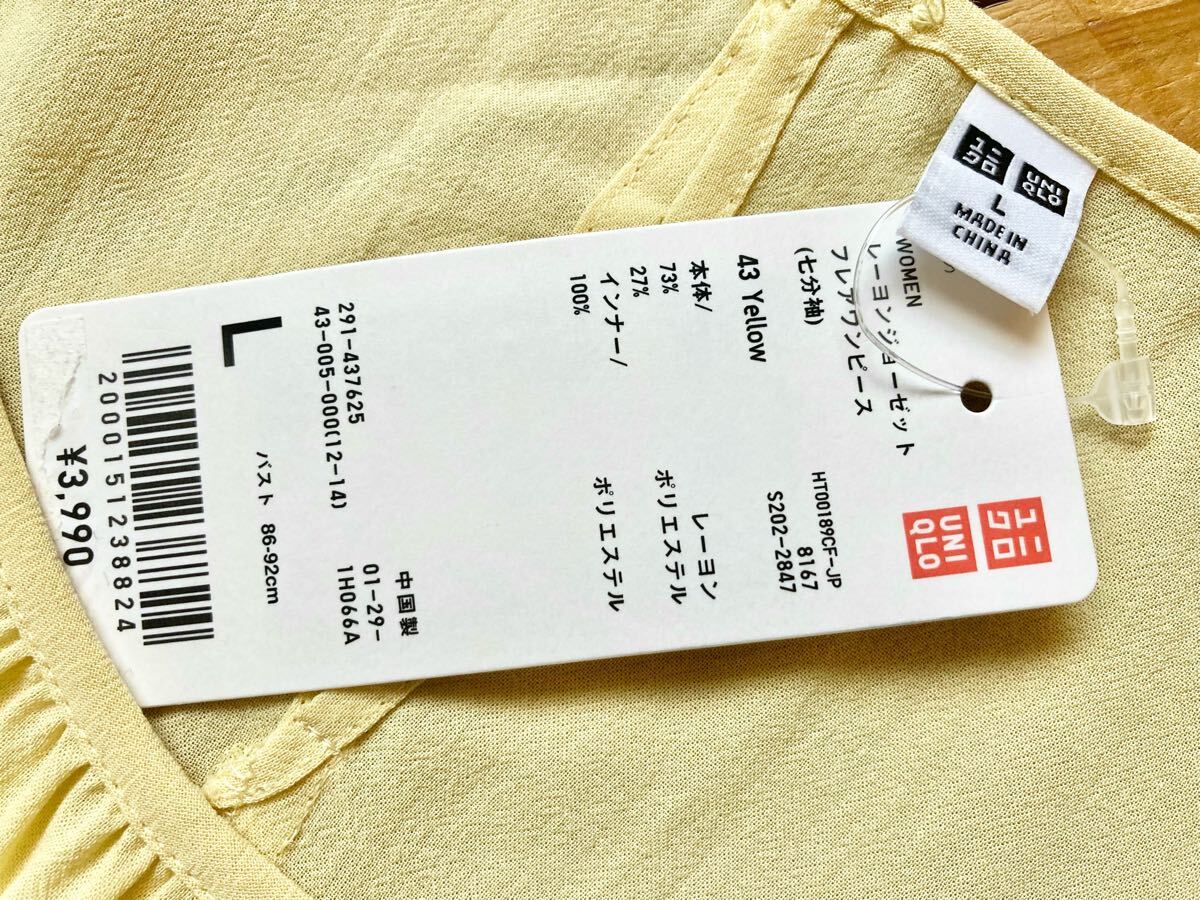 ユニ
クロ
UNI
QLO
L
MADE IN
CHINA
ユニ
クロ
UNI
QLO
WOMEN
レーヨンジョーゼット
フレアワンピース
(七分袖)
HT00189CF-JP
8167
S202-2847
43 Yellow
本体/
73% レーヨン
27% ポリエステル
インナー/
100% ポリエステル
中国製
291-437625 01-29-
43-005-000(12-14) 1H066A
L
バスト 86-92cm
2000151238824
¥3,990